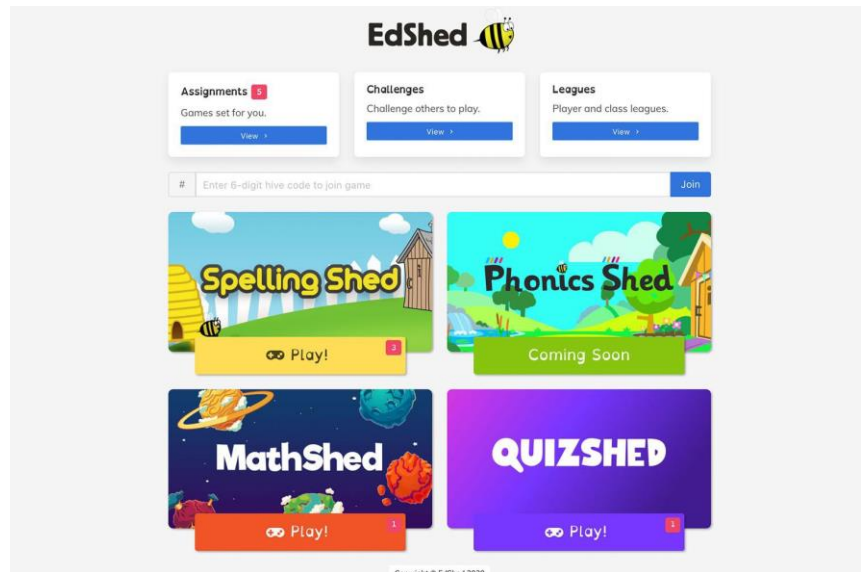 EdShed
Assignments 5
Games set for you.
View ›
Challenges
Challenge others to play.
View ›
Leagues
Player and class leagues.
View ›
# Enter 6-digit hive code to join game Join
Spelling Shed
Play! 3
Phonics Shed
Coming Soon
MathShed
Play! 1
QUIZSHED
Play! 1